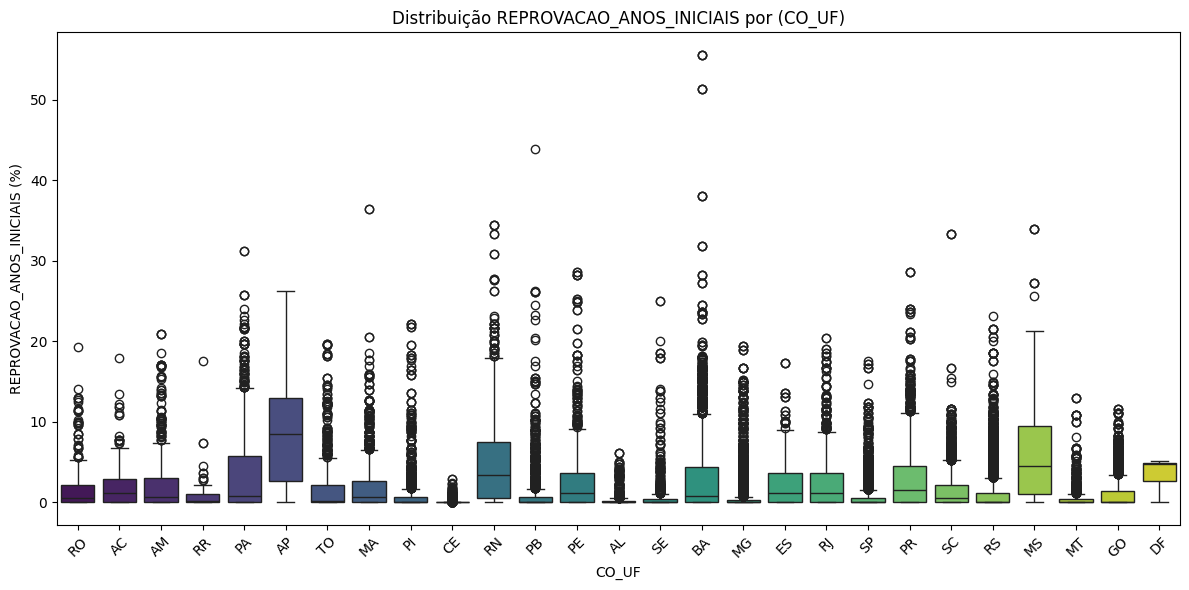 Distribuição REPROVACAO_ANOS_INICIAIS por (CO_UF)
REPROVACAO_ANOS_INICIAIS (%)
50
40
30
20
10
0
RO AC AM RR PA AP TO MA PI CE RN PB PE AL SE BA MG ES RJ SP PR SC RS MS MT GO DF
CO_UF